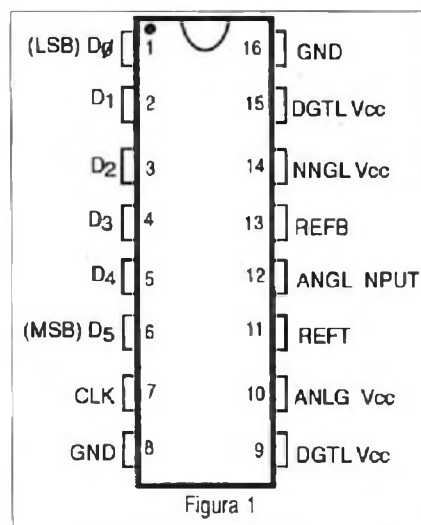 (LSB) D0 1 16 GND
D1 2 15 DGTL Vcc
D2 3 14 NNGL Vcc
D3 4 13 REFB
D4 5 12 ANGL NPUT
(MSB) D5 6 11 REFT
CLK 7 10 ANLG Vcc
GND 8 9 DGTL Vcc
Figura 1